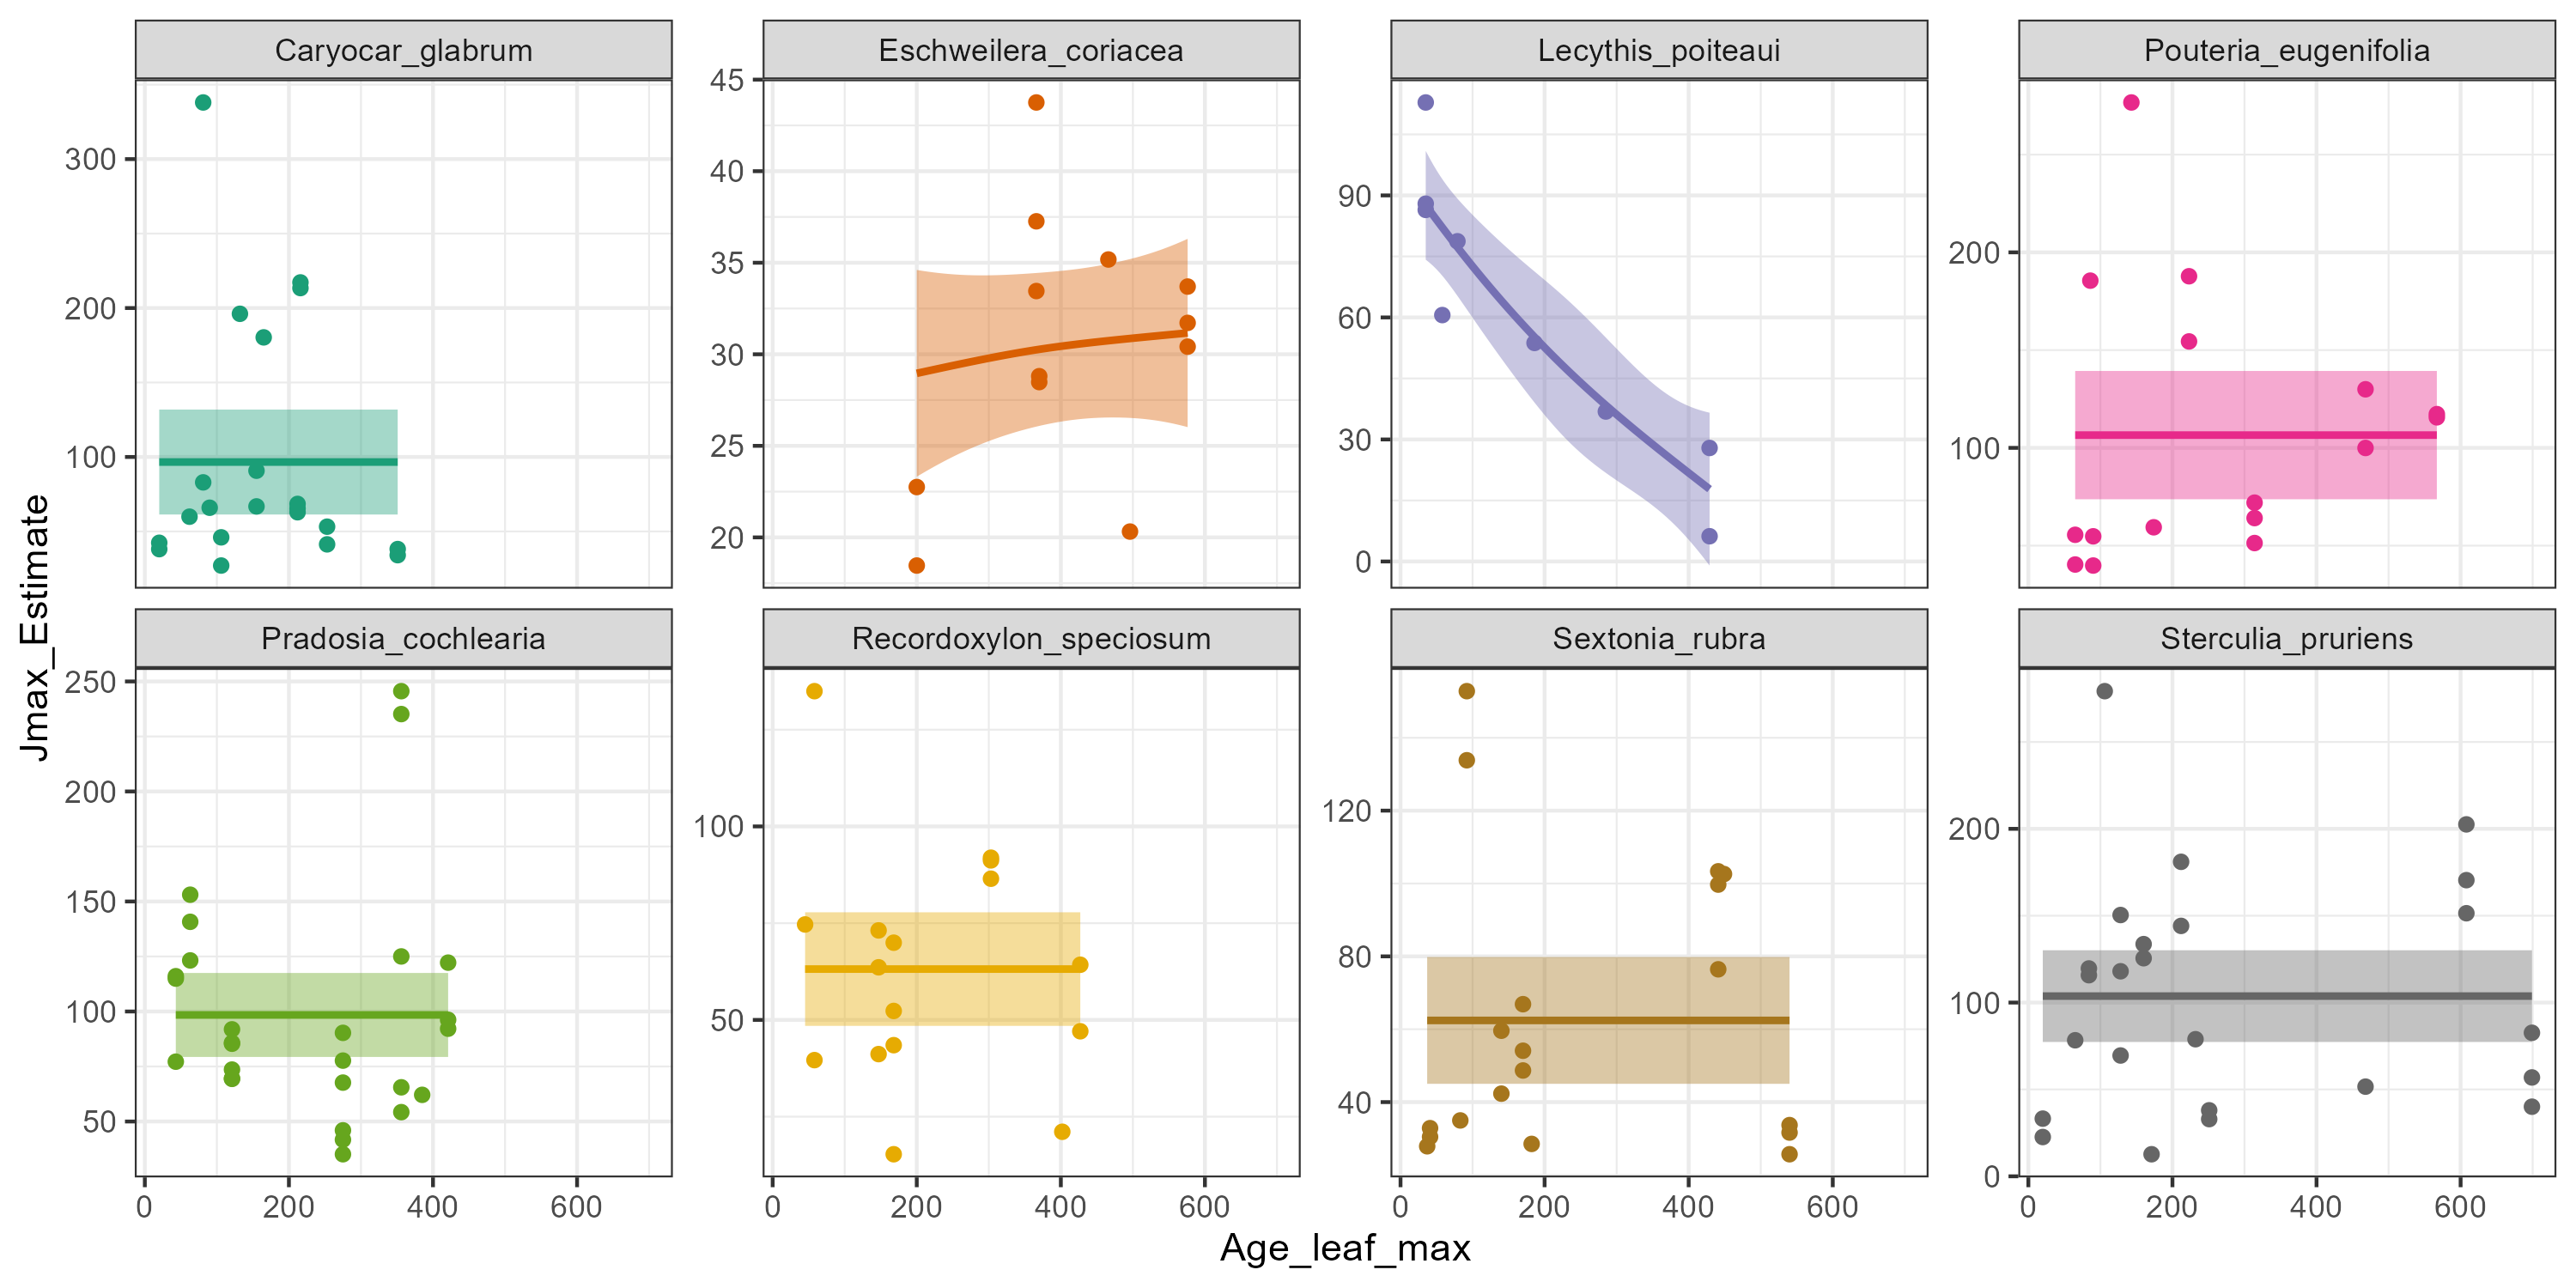 Caryocar_glabrum
Eschweilera_coriacea
Lecythis_poiteaui
Pouteria_eugenifolia
300
200
100
45
40
35
30
25
20
90
60
30
0
200
100
Pradosia_cochlearia
Recordoxylon_speciosum
Sextonia_rubra
Sterculia_pruriens
250
200
150
100
50
100
50
120
80
40
200
100
0
0 200 400 600
0 200 400 600
0 200 400 600
0 200 400 600
Jmax_Estimate
Age_leaf_max